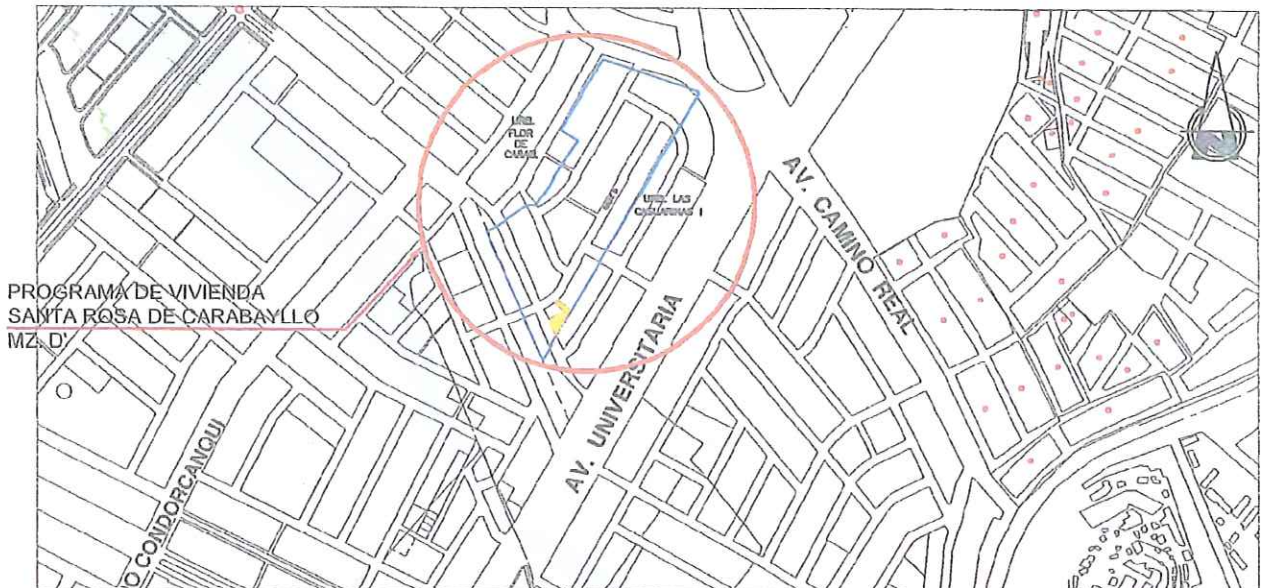 URB.
FLOR
DE
URB. LAS
CASUARINAS I
AV. CAMINO REAL
PROGRAMA DE VIVIENDA
SANTA ROSA DE CARABAYLLO
MZ. D'
AV. UNIVERSITARIA
O CONDORCANQUI